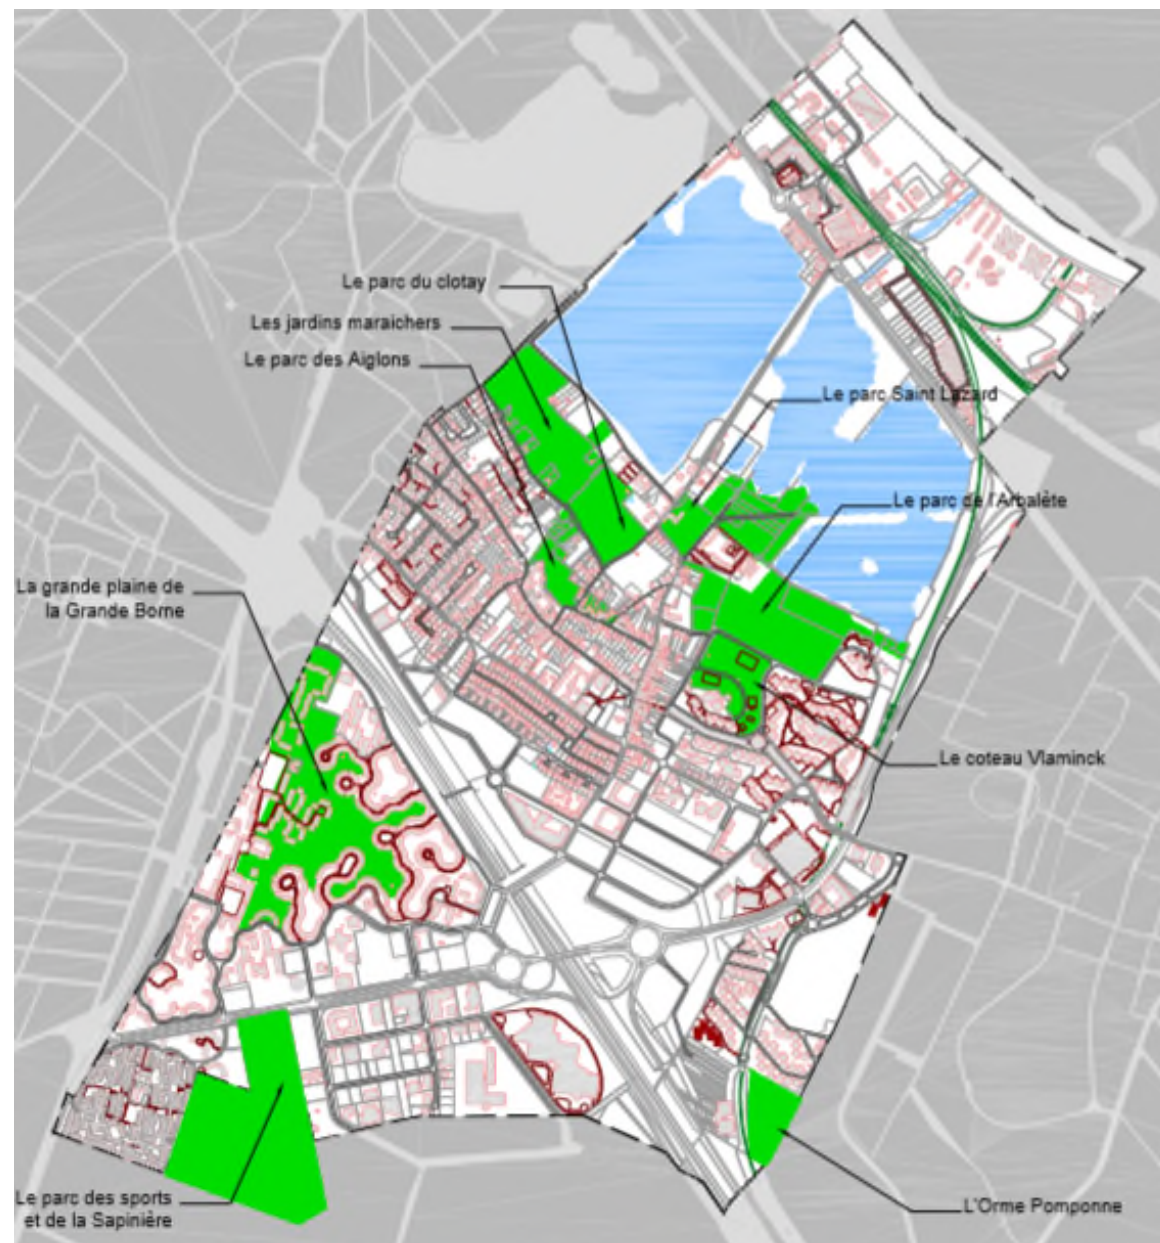 Le parc du clotay
Les jardins maraichers
Le parc des Aiglons
Le parc Saint Lazard
Le parc de l'Arbalète
La grande plaine de
la Grande Borne
Le coteau Vlaminck
Le parc des sports
et de la Sapinière
L'Orme Pomponne